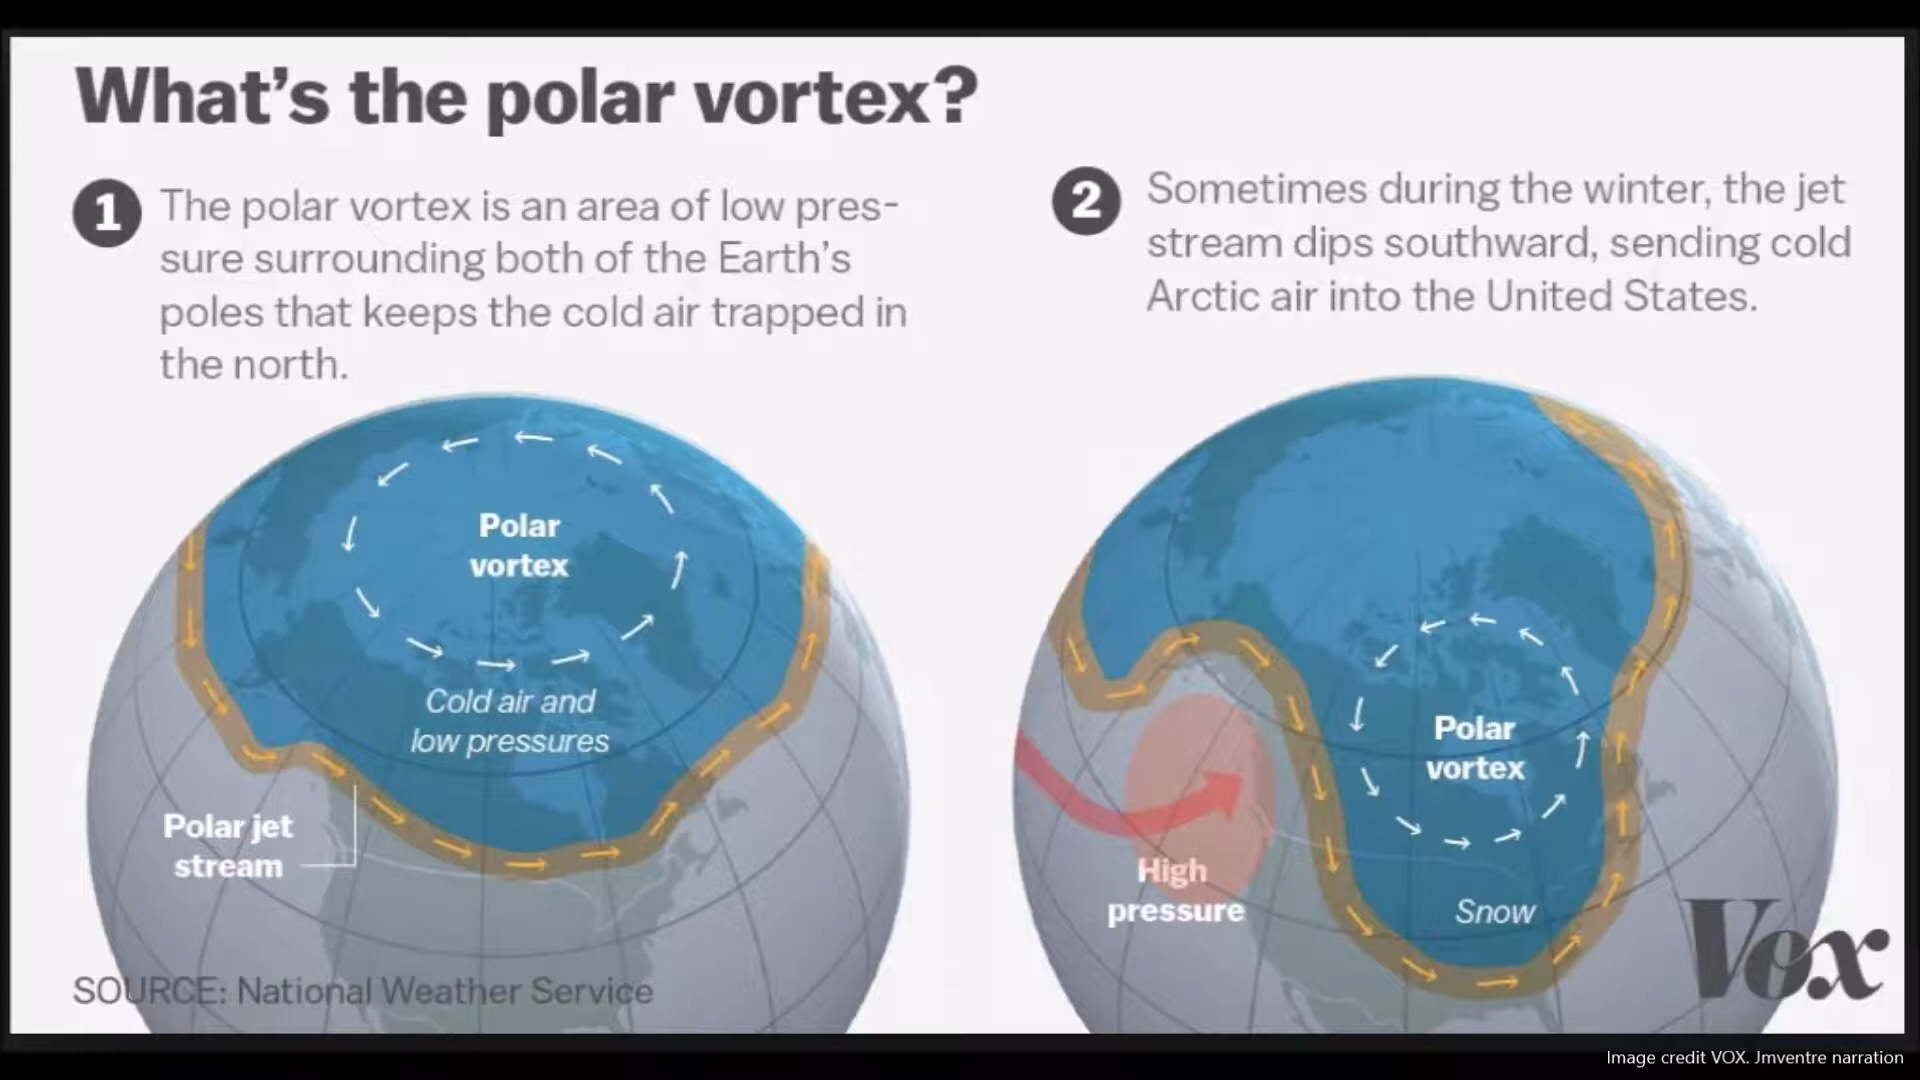 What's the polar vortex?
1
The polar vortex is an area of low pres-
sure surrounding both of the Earth's
poles that keeps the cold air trapped in
the north.
Polar
vortex
Cold air and
low pressures
Polar jet
stream
SOURCE: National Weather Service
2
Sometimes during the winter, the jet
stream dips southward, sending cold
Arctic air into the United States.
Polar
vortex
High
pressure
Snow
Vox
Image credit VOX. Jmventre narration